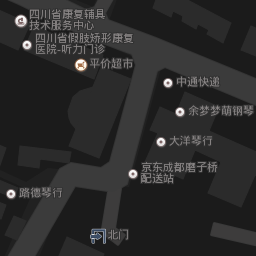 四川省康复辅具
技术服务中心
四川省假肢矫形康复
医院-听力门诊
平价超市
中通快递
余梦梦萌钢琴
大洋琴行
京东成都磨子桥
配送站
路德琴行
北门